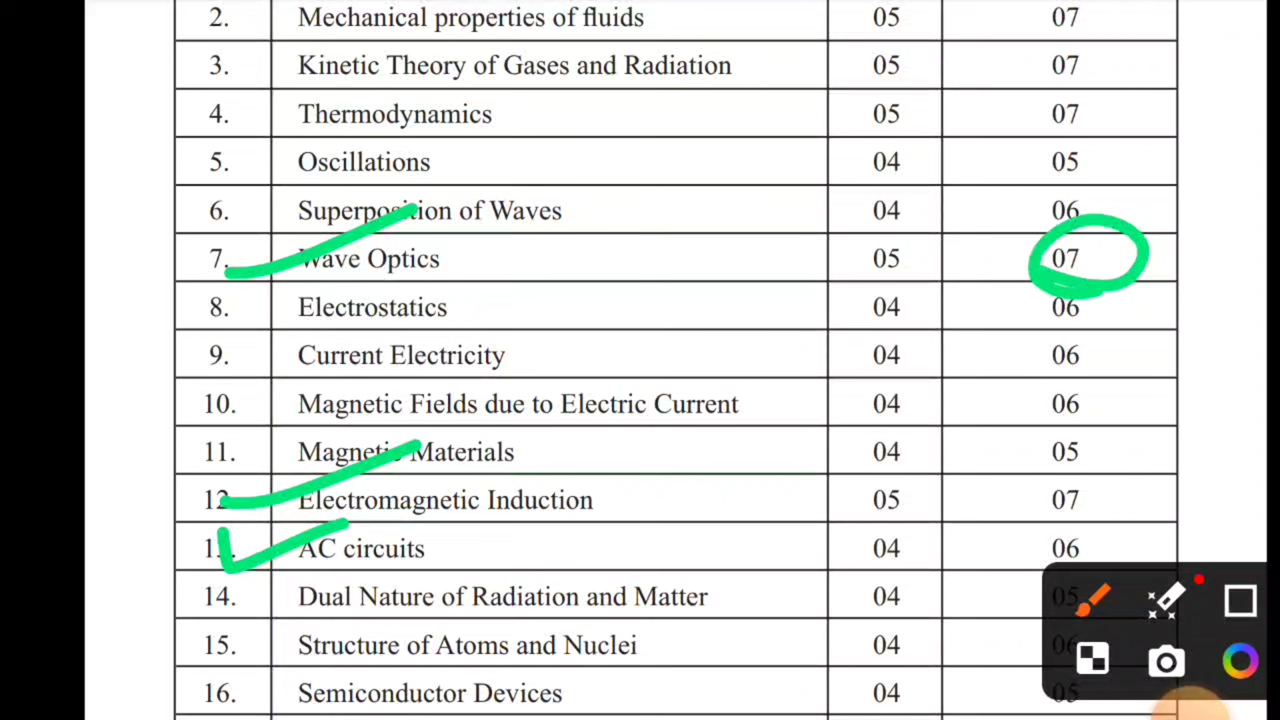 2. Mechanical properties of fluids 05 07
3. Kinetic Theory of Gases and Radiation 05 07
4. Thermodynamics 05 07
5. Oscillations 04 05
6. Superposition of Waves 04 06
7. Wave Optics 05 07
8. Electrostatics 04 06
9. Current Electricity 04 06
10. Magnetic Fields due to Electric Current 04 06
11. Magnetic Materials 04 05
12. Electromagnetic Induction 05 07
13. AC circuits 04 06
14. Dual Nature of Radiation and Matter 04 05
15. Structure of Atoms and Nuclei 04 06
16. Semiconductor Devices 04 05